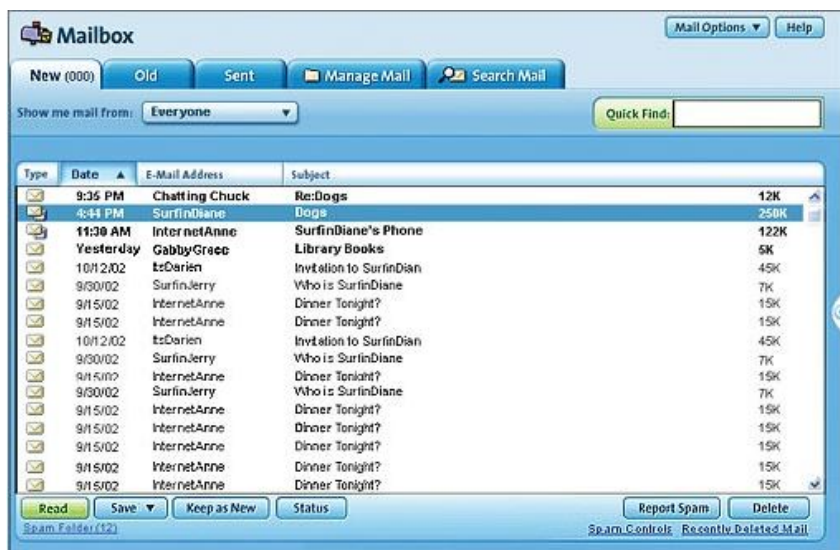 Mailbox
Mail Options ▼ Help
New (000) Old Sent Manage Mail Search Mail
Show me mail from: Everyone ▼ Quick Find:
Type Date ▲ E-Mail Address Subject
9:35 PM Chatting Chuck Re:Dogs 12K
4:44 PM SurfinDiane Dogs 250K
11:30 AM InternetAnne SurfinDiane's Phone 122K
Yesterday GabbyGrace Library Books 5K
10/12/02 ItsDarien Invitation to SurfinDian 45K
9/30/02 SurfinJerry Who is SurfinDiane 7K
9/15/02 InternetAnne Dinner Tonight? 15K
9/15/02 InternetAnne Dinner Tonight? 15K
10/12/02 ItsDarien Invitation to SurfinDian 45K
9/30/02 SurfinJerry Who is SurfinDiane 7K
9/15/02 InternetAnne Dinner Tonight? 15K
9/30/02 SurfinJerry Who is SurfinDiane 7K
9/15/02 InternetAnne Dinner Tonight? 15K
9/15/02 InternetAnne Dinner Tonight? 15K
9/15/02 InternetAnne Dinner Tonight? 15K
9/15/02 InternetAnne Dinner Tonight? 15K
9/15/02 InternetAnne Dinner Tonight? 15K
Read Save ▼ Keep as New Status Report Spam Delete
Spam Folder (12) Spam Controls Recently Deleted Mail